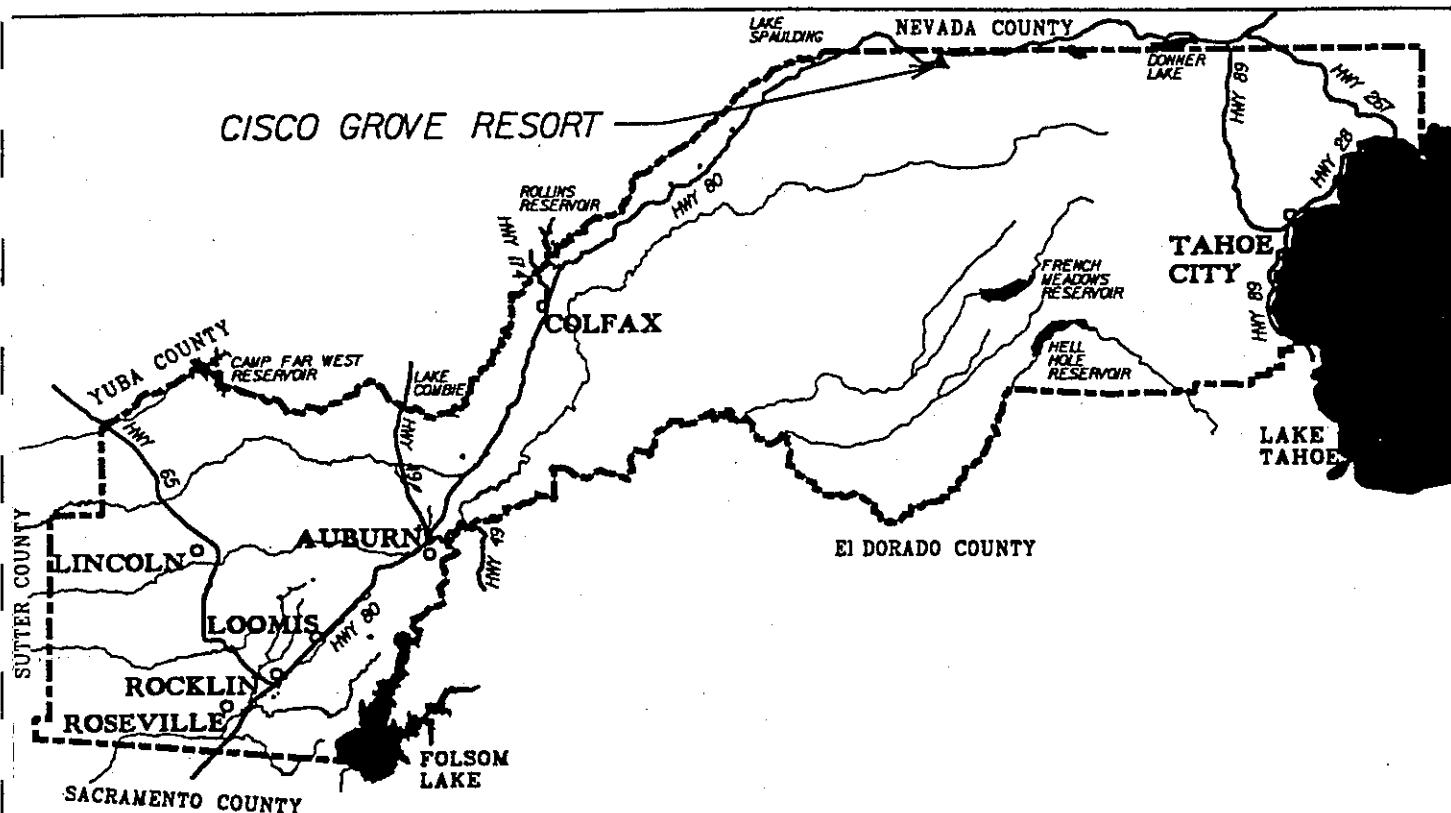 LAKE
SPAULDING
NEVADA COUNTY
DONNER
LAKE
HWY 89
HWY 267
CISCO GROVE RESORT
HWY 28
ROLLINS
RESERVOIR
HWY 80
HWY 174
TAHOE
CITY
FRENCH
MEADOWS
RESERVOIR
HWY 89
COLFAX
YUBA COUNTY
CAMP FAR WEST
RESERVOIR
LAKE
COMBIE
HELL
HOLE
RESERVOIR
HWY
65
HWY 49
LAKE
TAHOE
AUBURN
HWY 49
El DORADO COUNTY
LINCOLN
SUTTER COUNTY
LOOMIS
HWY 80
ROCKLIN
ROSEVILLE
FOLSOM
LAKE
SACRAMENTO COUNTY